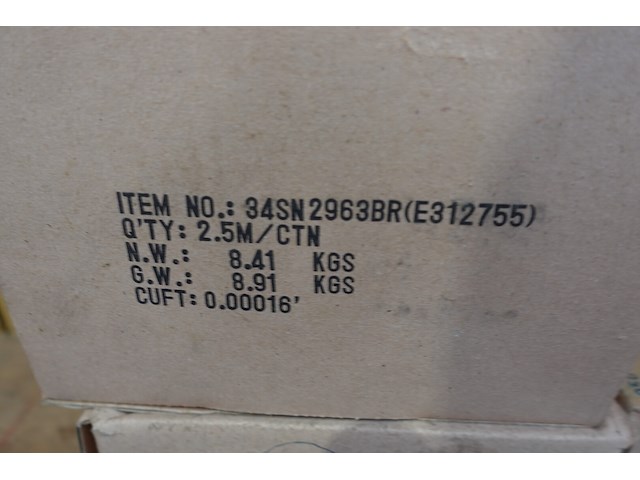 ITEM NO.: 34SN2963BR(E312755)
Q'TY: 2.5M/CTN
N.W.: 8.41 KGS
G.W.: 8.91 KGS
CUFT: 0.00016'